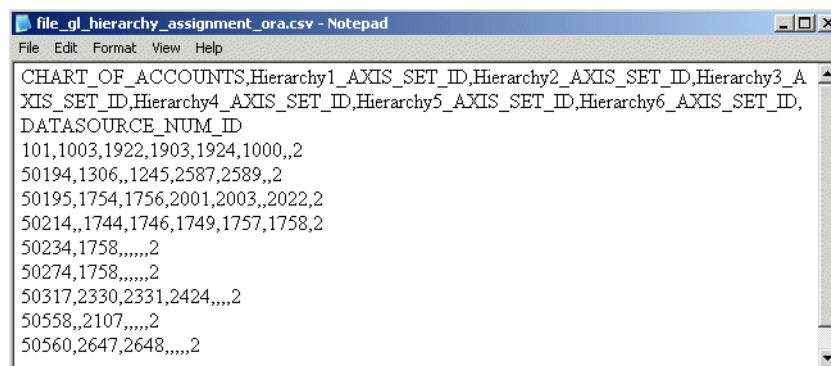 file_gl_hierarchy_assignment_ora.csv - Notepad
File Edit Format View Help
CHART_OF_ACCOUNTS,Hierarchy1_AXIS_SET_ID,Hierarchy2_AXIS_SET_ID,Hierarchy3_A
XIS_SET_ID,Hierarchy4_AXIS_SET_ID,Hierarchy5_AXIS_SET_ID,Hierarchy6_AXIS_SET_ID,
DATASOURCE_NUM_ID
101,1003,1922,1903,1924,1000,,2
50194,1306,,1245,2587,2589,,2
50195,1754,1756,2001,2003,,2022,2
50214,,1744,1746,1749,1757,1758,2
50234,1758,,,,,,2
50274,1758,,,,,,2
50317,2330,2331,2424,,,,2
50558,,2107,,,,,2
50560,2647,2648,,,,,2